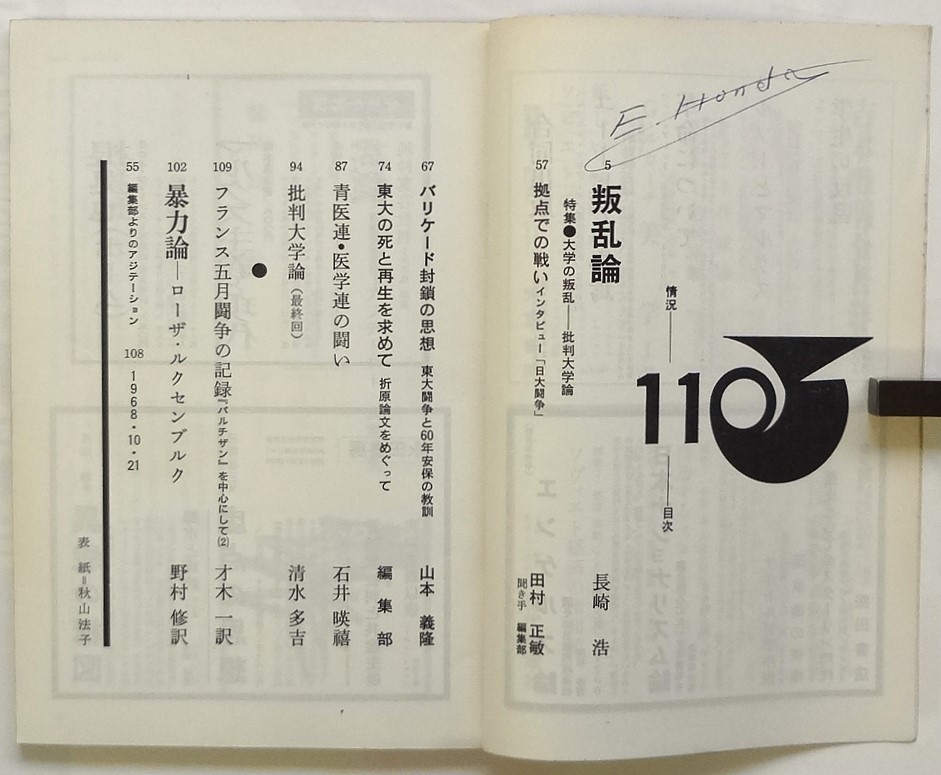 E. Honda
情況
110
目次
5 叛乱論 長崎 浩
特集●大学の叛乱――批判大学論
57 拠点での戦い インタビュー「日大闘争」 田村 正敏
聞き手 編集部
67 バリケード封鎖の思想 東大闘争と60年安保の教訓 山本 義隆
74 東大の死と再生を求めて 折原論文をめぐって 編集部
87 青医連・医学連の闘い 石井 暎禧
94 批判大学論(最終回) 清水 多吉
●
109 フランス五月闘争の記録『パルチザン』を中心にして(2) 才木 一訳
102 暴力論―ローザ・ルクセンブルク 野村 修訳
55 編集部よりのアジテーション 108 1968・10・21
表紙=秋山法子